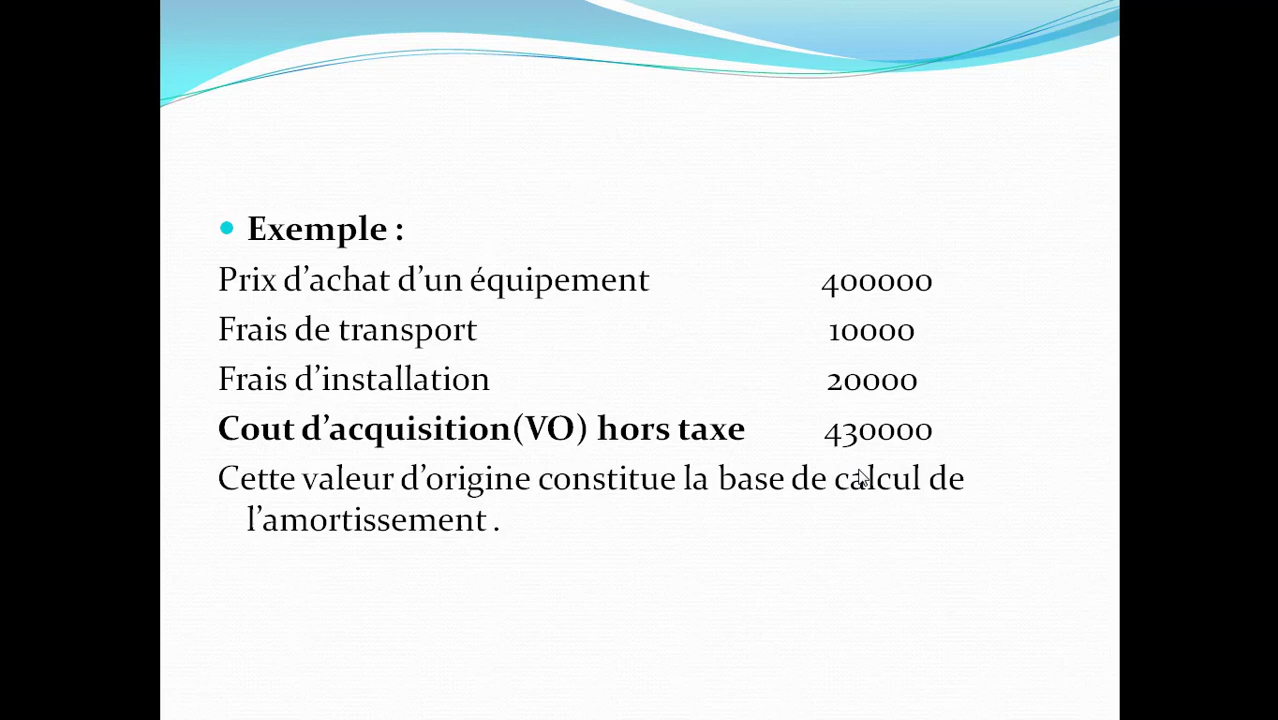 Exemple :
Prix d’achat d’un équipement 400000
Frais de transport 10000
Frais d’installation 20000
Cout d’acquisition(VO) hors taxe 430000
Cette valeur d’origine constitue la base de calcul de
l’amortissement .